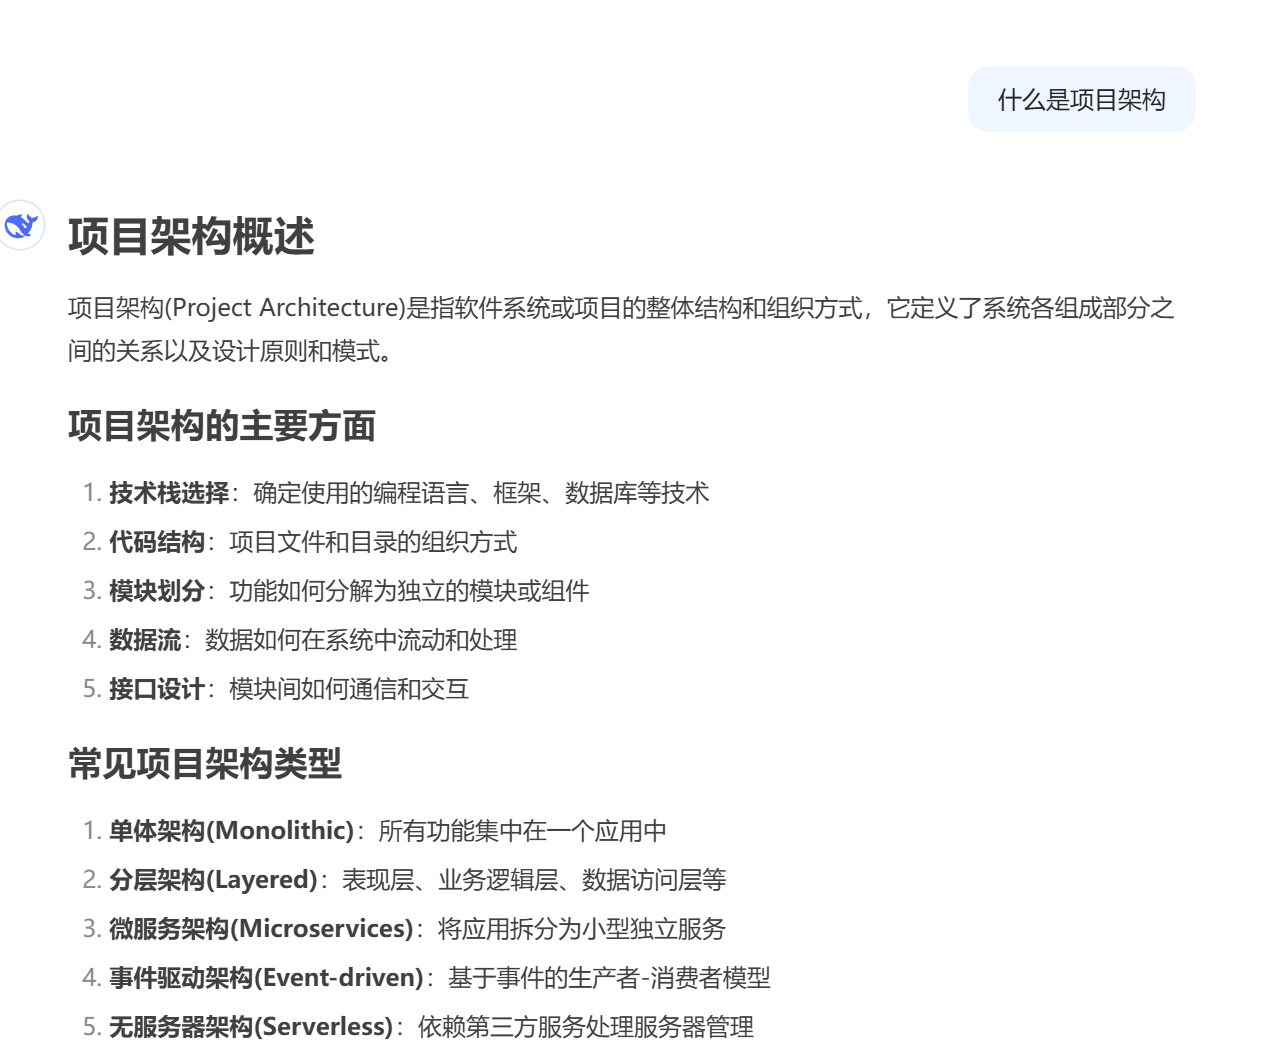 什么是项目架构
项目架构概述
项目架构(Project Architecture)是指软件系统或项目的整体结构和组织方式，它定义了系统各组成部分之
间的关系以及设计原则和模式。
项目架构的主要方面
1. 技术栈选择：确定使用的编程语言、框架、数据库等技术
2. 代码结构：项目文件和目录的组织方式
3. 模块划分：功能如何分解为独立的模块或组件
4. 数据流：数据如何在系统中流动和处理
5. 接口设计：模块间如何通信和交互
常见项目架构类型
1. 单体架构(Monolithic)：所有功能集中在一个应用中
2. 分层架构(Layered)：表现层、业务逻辑层、数据访问层等
3. 微服务架构(Microservices)：将应用拆分为小型独立服务
4. 事件驱动架构(Event-driven)：基于事件的生产者-消费者模型
5. 无服务器架构(Serverless)：依赖第三方服务处理服务器管理